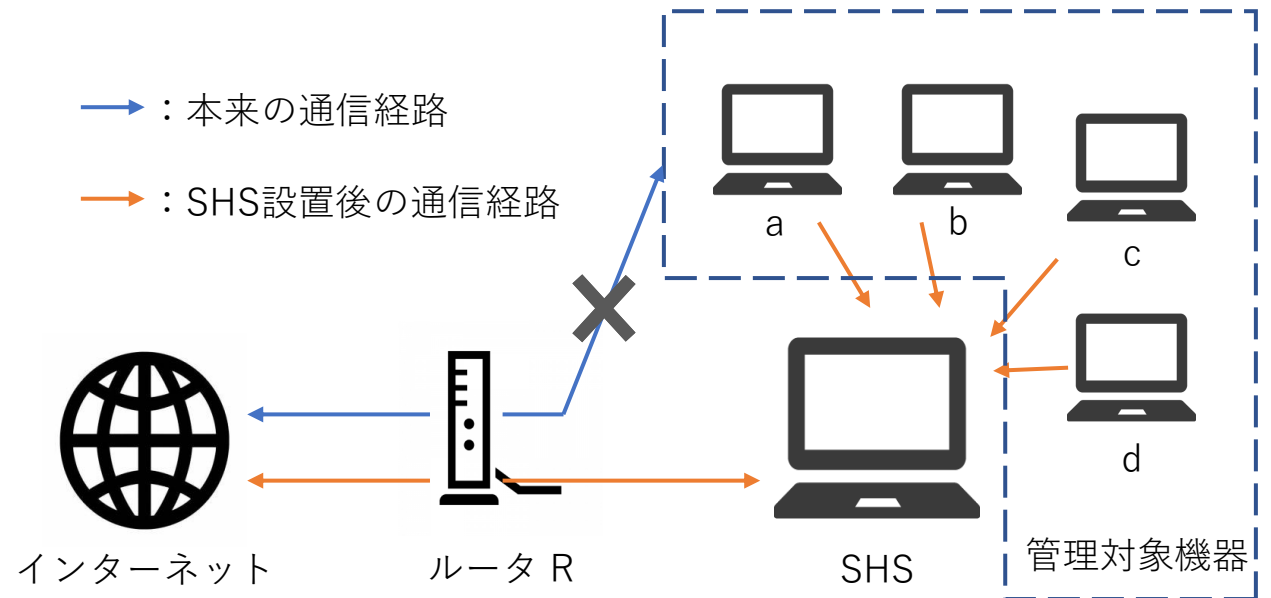 ：本来の通信経路
：SHS設置後の通信経路
a
b
c
d
インターネット
ルータ R
SHS
管理対象機器